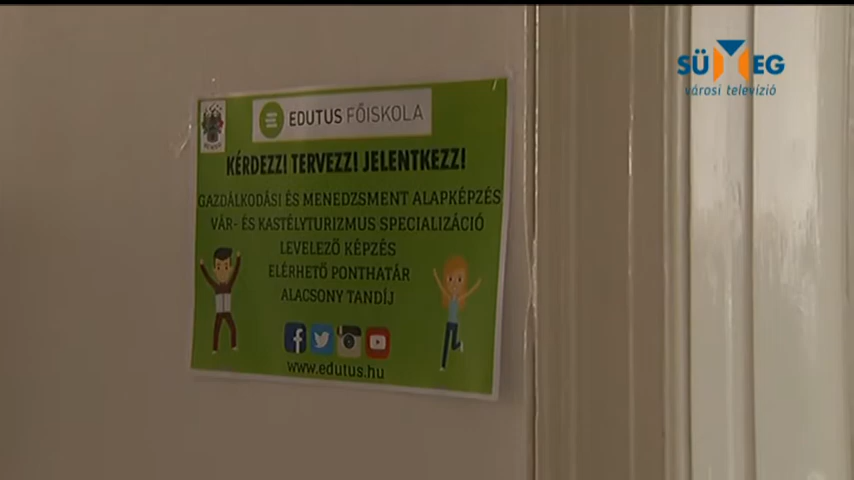 SÜMEG
városi televízió
EDUTUS FŐISKOLA
KÉRDEZZ! TERVEZZ! JELENTKEZZ!
GAZDÁLKODÁSI ÉS MENEDZSMENT ALAPKÉPZÉS
VÁR- ÉS KASTÉLYTURIZMUS SPECIALIZÁCIÓ
LEVELEZŐ KÉPZÉS
ELÉRHETŐ PONTHATÁR
ALACSONY TANDÍJ
www.edutus.hu